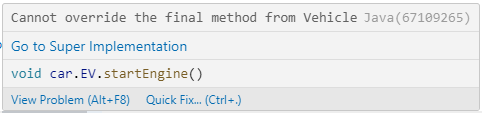 Cannot override the final method from Vehicle Java(67109265)
Go to Super Implementation
void car.EV.startEngine()
View Problem (Alt+F8) Quick Fix... (Ctrl+.)